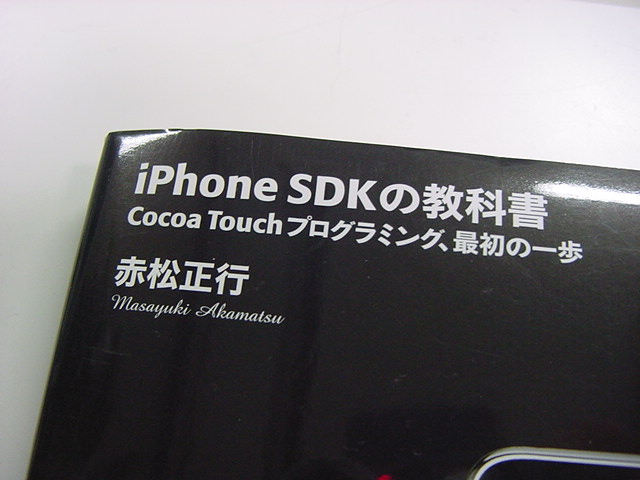 iPhone SDKの教科書
Cocoa Touchプログラミング、最初の一歩
赤松正行
Masayuki Akamatsu